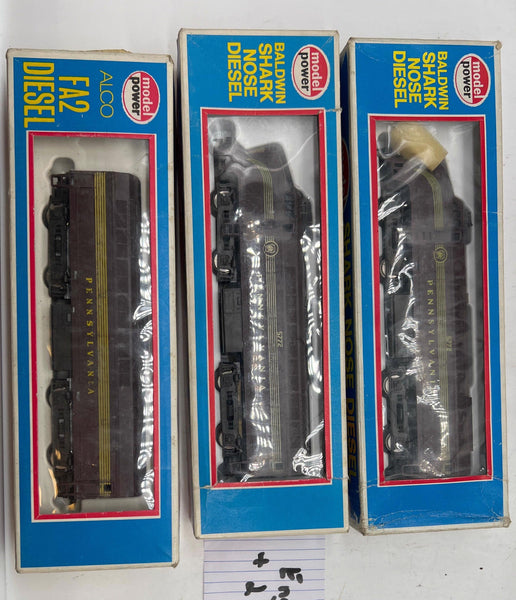 model
power
ALCO
FA2
DIESEL
PENNSYLVANIA
model
power
BALDWIN
SHARK
NOSE
DIESEL
5772
model
power
BALDWIN
SHARK
NOSE
DIESEL
PENNSYLVANIA
SHARK NOSE DIESEL